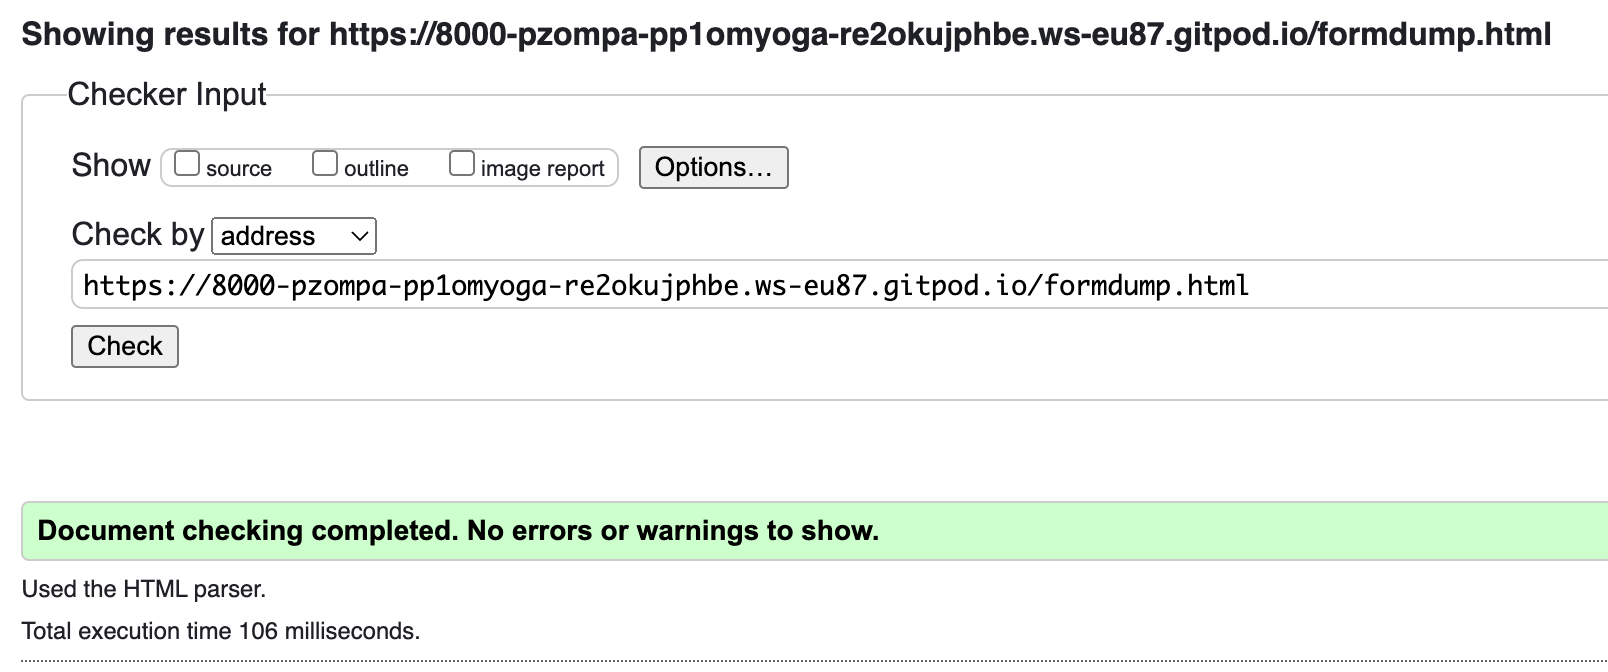 Showing results for https://8000-pzompa-pp1omyoga-re2okujphbe.ws-eu87.gitpod.io/formdump.html
Checker Input
Show source outline image report Options...
Check by address
https://8000-pzompa-pp1omyoga-re2okujphbe.ws-eu87.gitpod.io/formdump.html
Check
Document checking completed. No errors or warnings to show.
Used the HTML parser.
Total execution time 106 milliseconds.